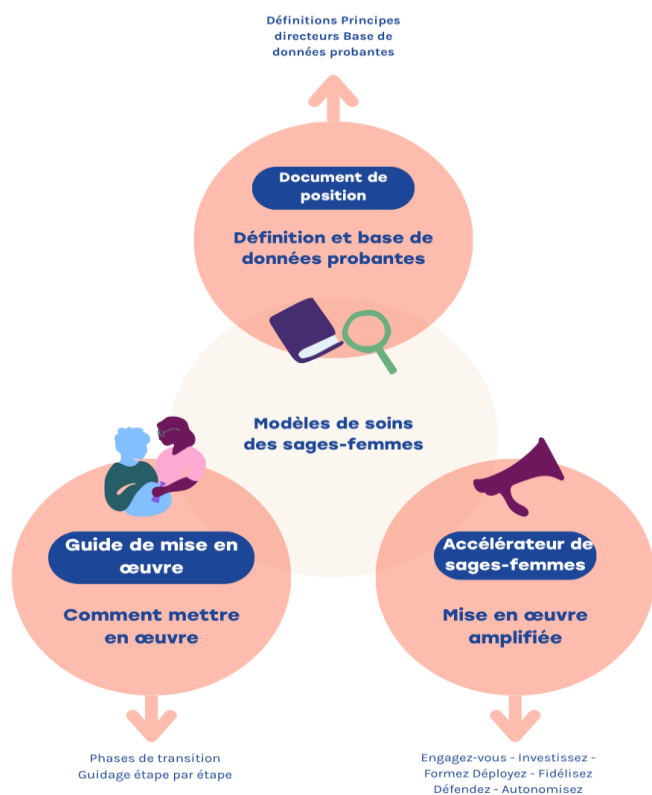 Définitions Principes
directeurs Base de
données probantes
Document de
position
Définition et base de
données probantes
Modèles de soins
des sages-femmes
Guide de mise en
œuvre
Comment mettre
en œuvre
Accélérateur de
sages-femmes
Mise en œuvre
amplifiée
Phases de transition
Guidage étape par étape
Engagez-vous - Investissez -
Formez Déployez - Fidélisez
Défendez - Autonomisez